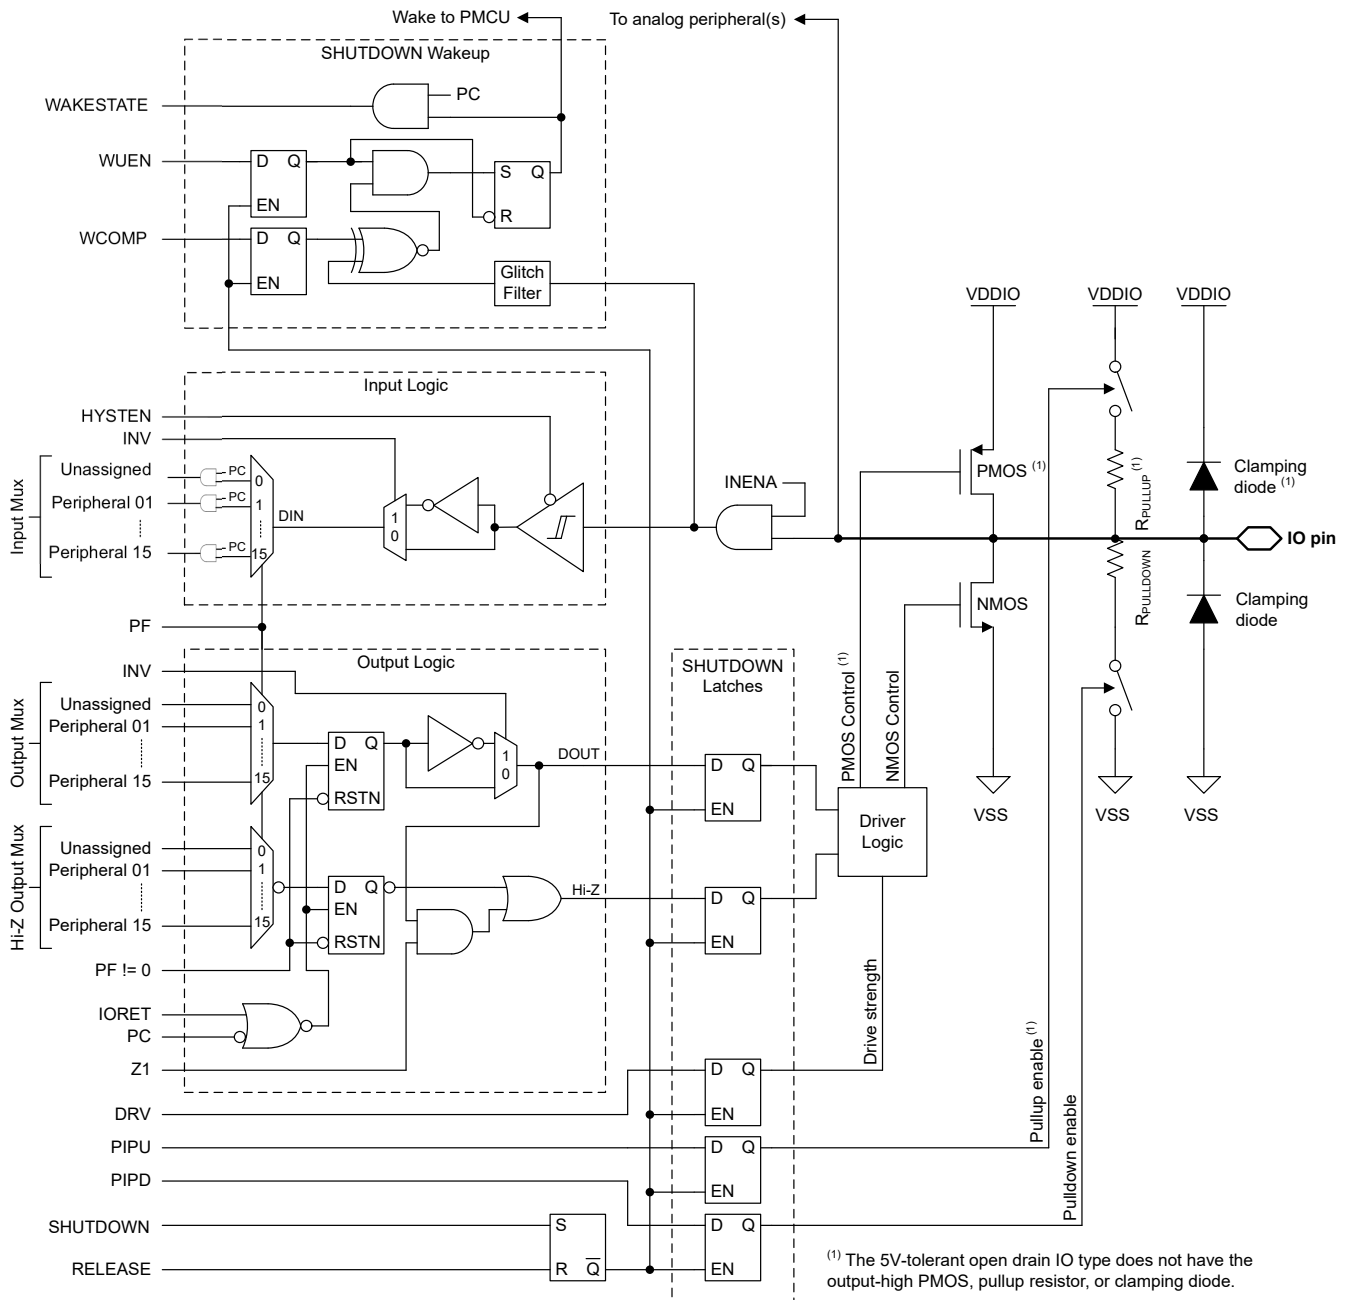 Wake to PMCU
To analog peripheral(s)
SHUTDOWN Wakeup
WAKESTATE
PC
WUEN
D Q
EN
S Q
R
WCOMP
D Q
EN
Glitch
Filter
VDDIO
VDDIO
VDDIO
Input Logic
HYSTEN
INV
Input Mux
Unassigned
PC
0
Peripheral 01
PC
1
Peripheral 15
PC
15
DIN
1
0
INENA
PMOS (1)
RPULLUP (1)
Clamping
diode (1)
IO pin
RPULLDOWN
NMOS
Clamping
diode
PF
Output Logic
INV
SHUTDOWN
Latches
PMOS Control (1)
NMOS Control
Output Mux
Unassigned
0
Peripheral 01
1
Peripheral 15
15
D Q
EN
RSTN
1
0
DOUT
D Q
EN
Driver
Logic
VSS
VSS
VSS
Hi-Z Output Mux
Unassigned
0
Peripheral 01
1
Peripheral 15
15
D Q
EN
RSTN
Hi-Z
D Q
EN
PF != 0
IORET
PC
Z1
Drive strength
D Q
EN
DRV
PIPU
D Q
EN
Pullup enable (1)
PIPD
D Q
EN
Pulldown enable
SHUTDOWN
S
RELEASE
R Q̅
(1) The 5V-tolerant open drain IO type does not have the
output-high PMOS, pullup resistor, or clamping diode.